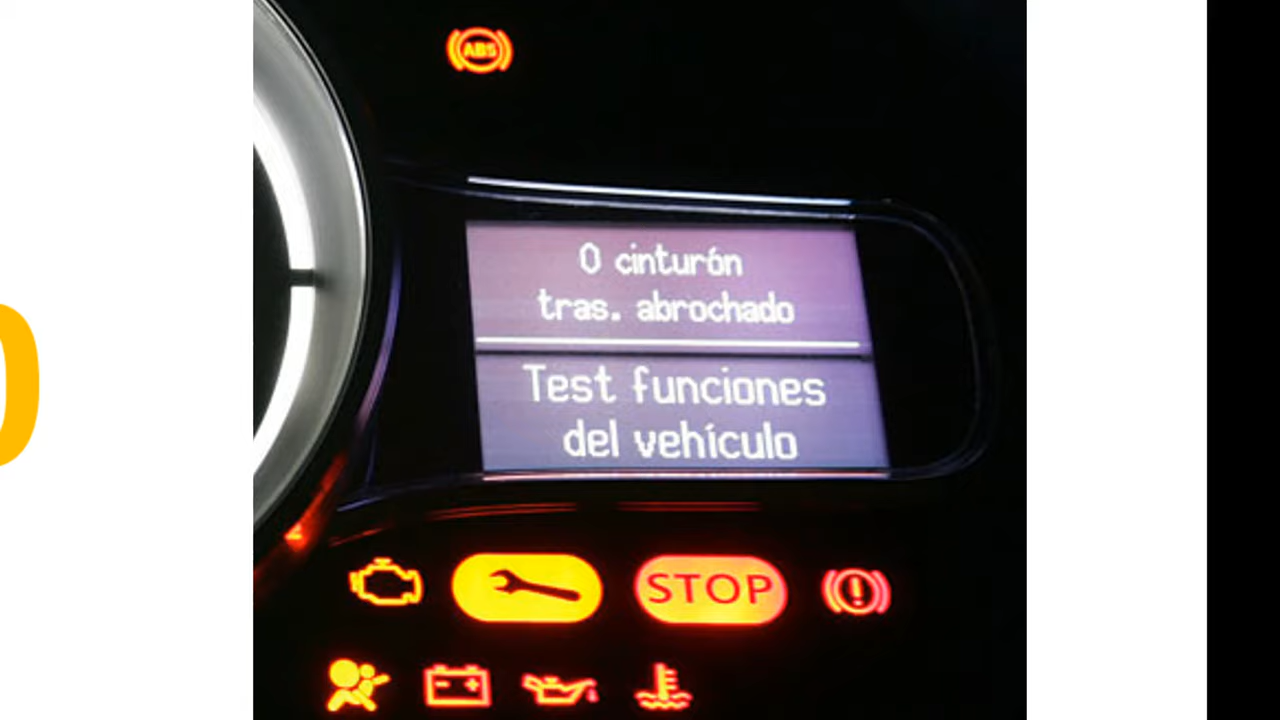 ABS
0 cinturón
tras. abrochado
Test funciones
del vehículo
STOP